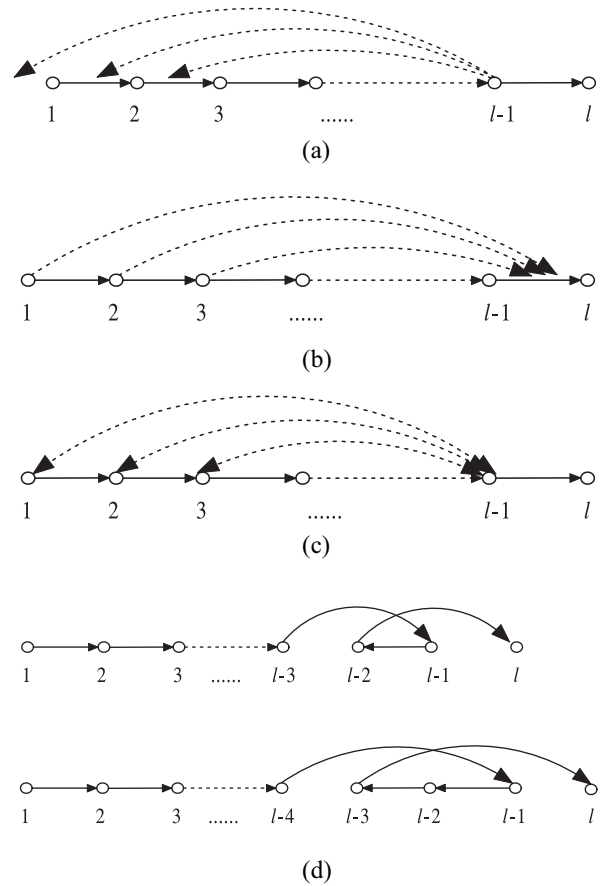 1 2 3 ...... l-1 l
(a)
1 2 3 ...... l-1 l
(b)
1 2 3 ...... l-1 l
(c)
1 2 3 ...... l-3 l-2 l-1 l
1 2 3 ...... l-4 l-3 l-2 l-1 l
(d)